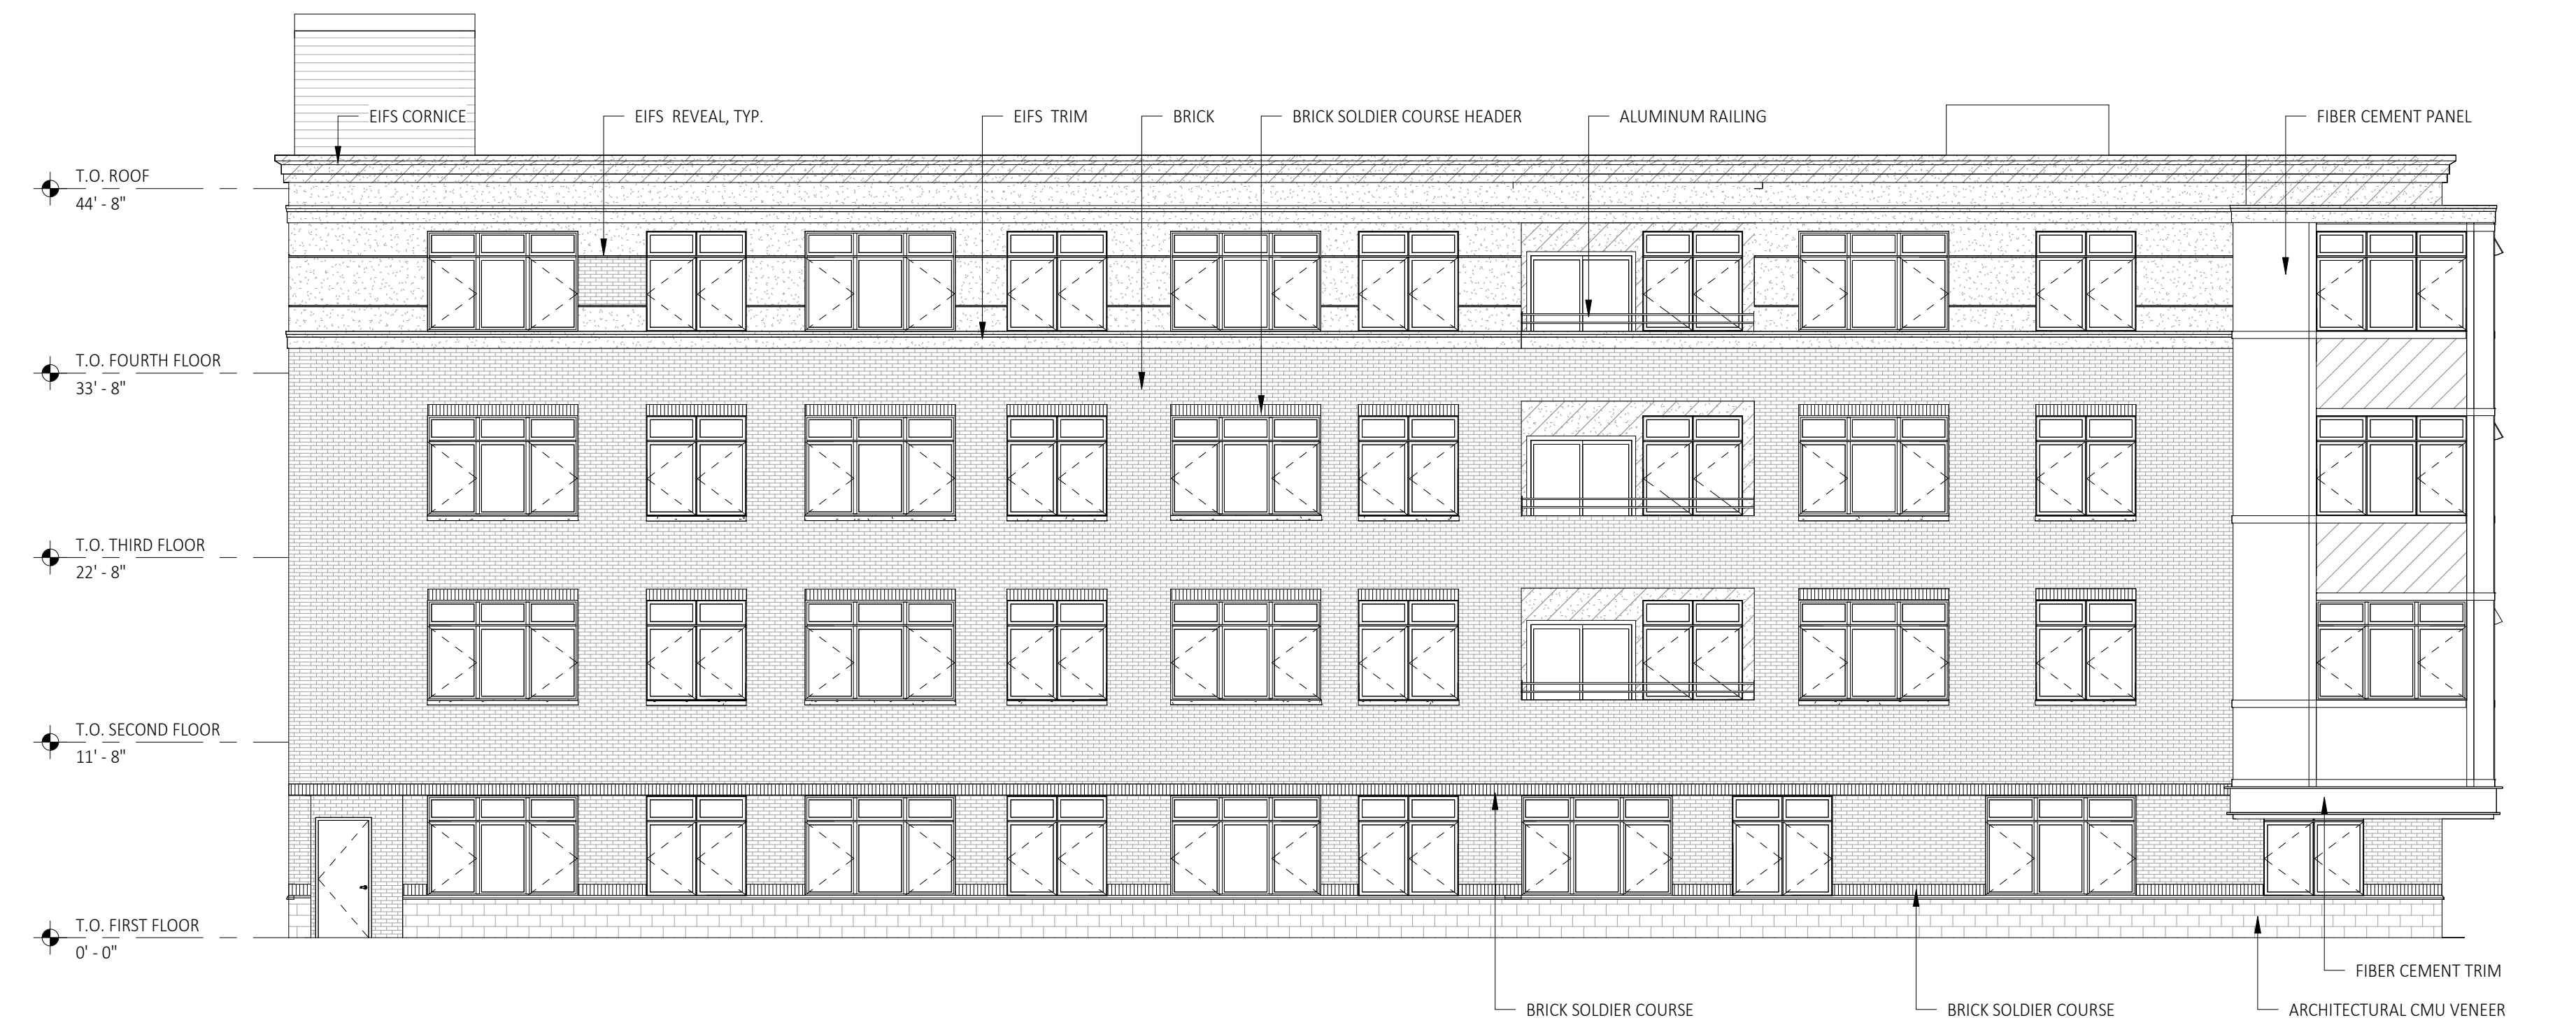 EIFS CORNICE
EIFS REVEAL, TYP.
EIFS TRIM
BRICK
BRICK SOLDIER COURSE HEADER
ALUMINUM RAILING
FIBER CEMENT PANEL
T.O. ROOF
44' - 8"
T.O. FOURTH FLOOR
33' - 8"
T.O. THIRD FLOOR
22' - 8"
T.O. SECOND FLOOR
11' - 8"
T.O. FIRST FLOOR
0' - 0"
FIBER CEMENT TRIM
BRICK SOLDIER COURSE
BRICK SOLDIER COURSE
ARCHITECTURAL CMU VENEER